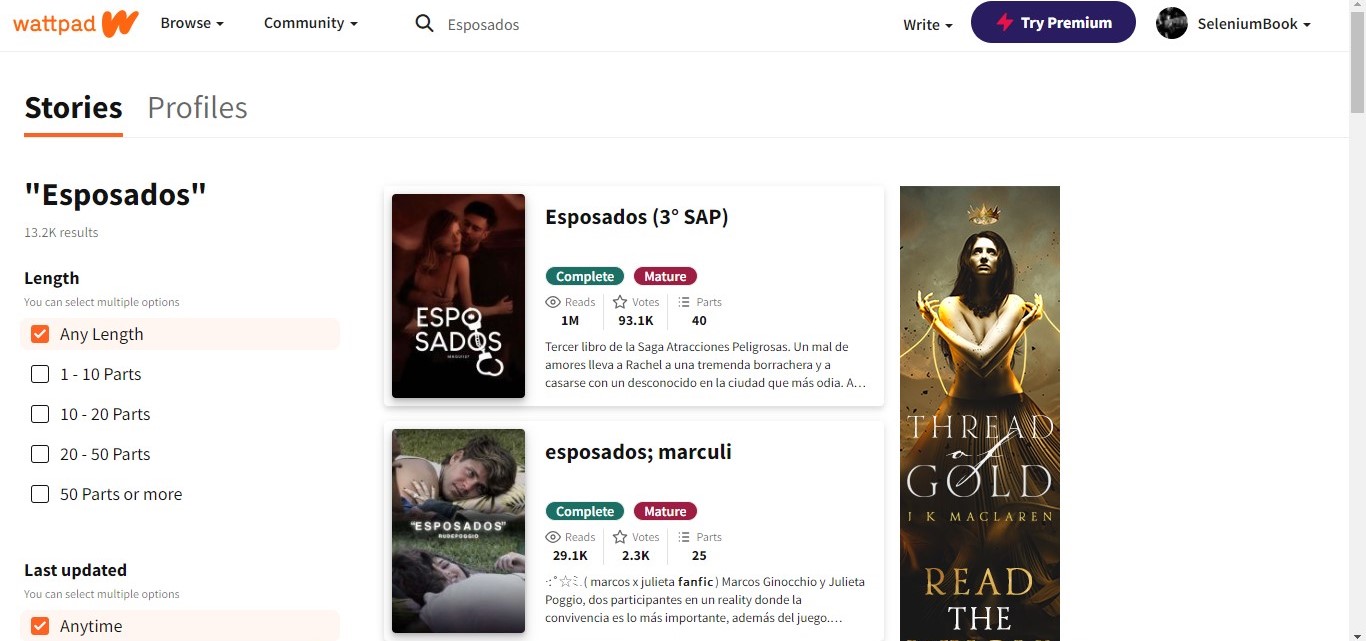 wattpad
Browse
Community
Esposados
Write
Try Premium
SeleniumBook
Stories
Profiles
"Esposados"
13.2K results
Length
You can select multiple options
Any Length
1 - 10 Parts
10 - 20 Parts
20 - 50 Parts
50 Parts or more
Last updated
You can select multiple options
Anytime
ESPO
SADOS
Esposados (3° SAP)
Complete
Mature
Reads
1M
Votes
93.1K
Parts
40
Tercer libro de la Saga Atracciones Peligrosas. Un mal de
amores lleva a Rachel a una tremenda borrachera y a
casarse con un desconocido en la ciudad que más odia. A…
"ESPOSADOS"
RUDEPOGGIO
esposados; marculi
Complete
Mature
Reads
29.1K
Votes
2.3K
Parts
25
( marcos x julieta fanfic ) Marcos Ginocchio y Julieta
Poggio, dos participantes en un reality donde la
convivencia es lo más importante, además del juego.…
THREAD
of
GOLD
J K MACLAREN
READ
THE